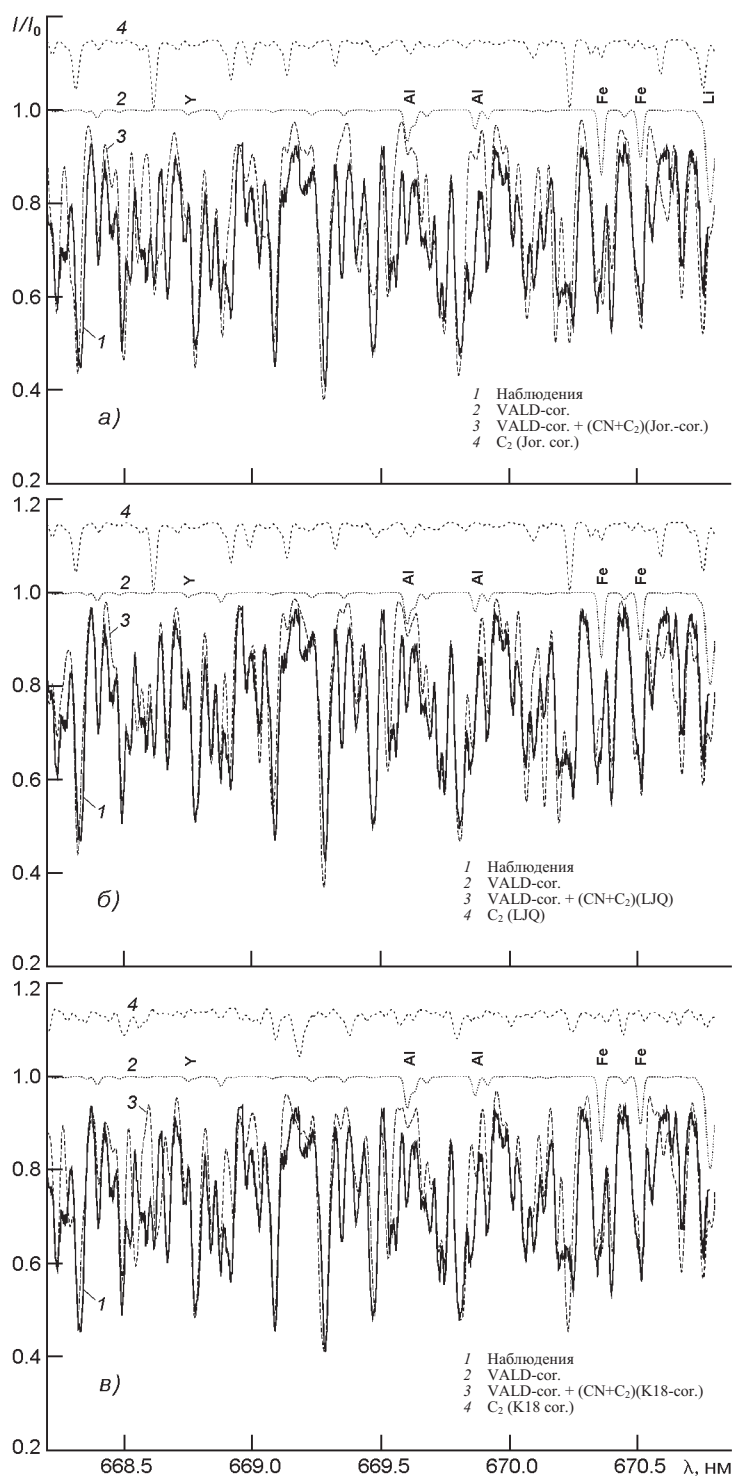 I/I₀
4
1.0
2
Y
Al
Al
Fe
Fe
Li
3
0.8
0.6
1
0.4
а)
1 Наблюдения
2 VALD-cor.
3 VALD-cor. + (CN+C₂)(Jor.-cor.)
4 C₂ (Jor. cor.)
0.2
1.2
4
1.0
2
Y
Al
Al
Fe
Fe
3
0.8
0.6
1
0.4
б)
1 Наблюдения
2 VALD-cor.
3 VALD-cor. + (CN+C₂)(LJQ)
4 C₂ (LJQ)
0.2
1.2
4
1.0
2
Y
Al
Al
Fe
Fe
3
0.8
0.6
1
0.4
в)
1 Наблюдения
2 VALD-cor.
3 VALD-cor. + (CN+C₂)(K18-cor.)
4 C₂ (K18 cor.)
0.2
668.5 669.0 669.5 670.0 670.5 λ, нм